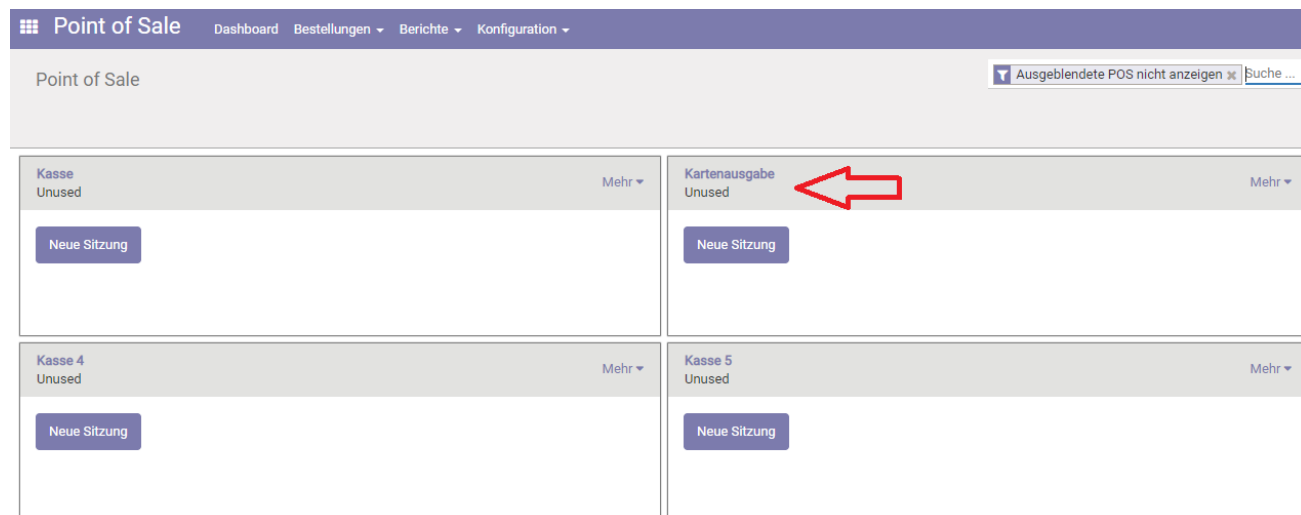 Point of Sale Dashboard Bestellungen Berichte Konfiguration
Point of Sale
Ausgeblendete POS nicht anzeigen Suche ...
Kasse
Unused
Mehr
Neue Sitzung
Kartenausgabe
Unused
Mehr
Neue Sitzung
Kasse 4
Unused
Mehr
Neue Sitzung
Kasse 5
Unused
Mehr
Neue Sitzung